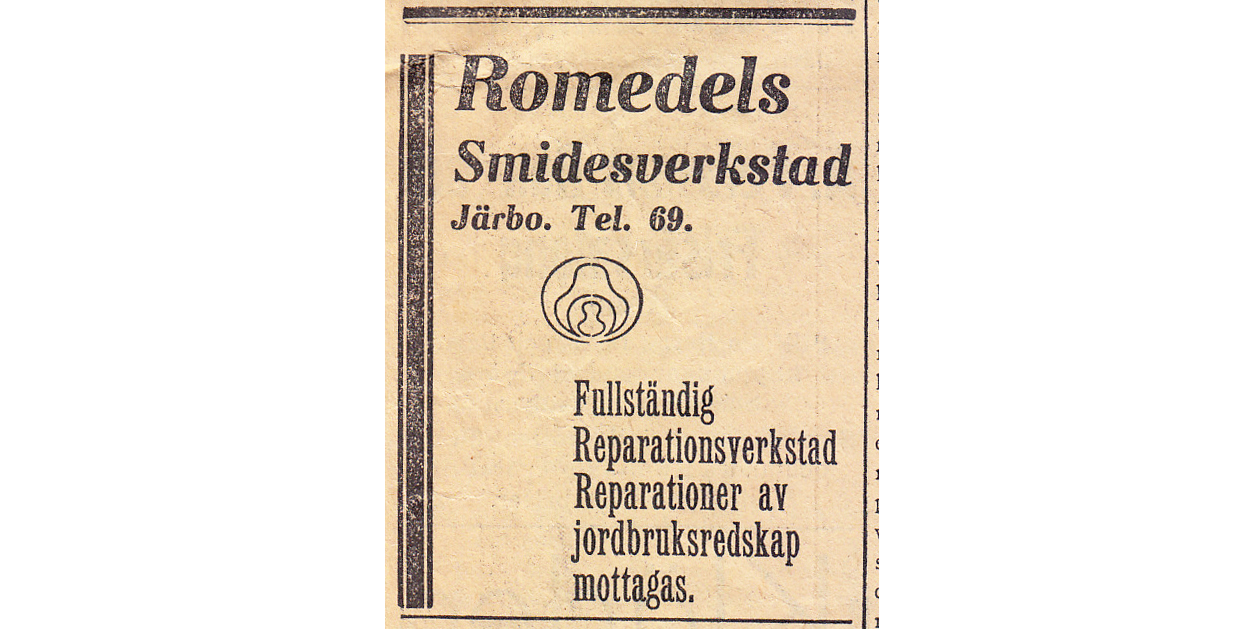 Romedels
Smidesverkstad
Järbo. Tel. 69.
Fullständig
Reparationsverkstad
Reparationer av
jordbruksredskap
mottagas.